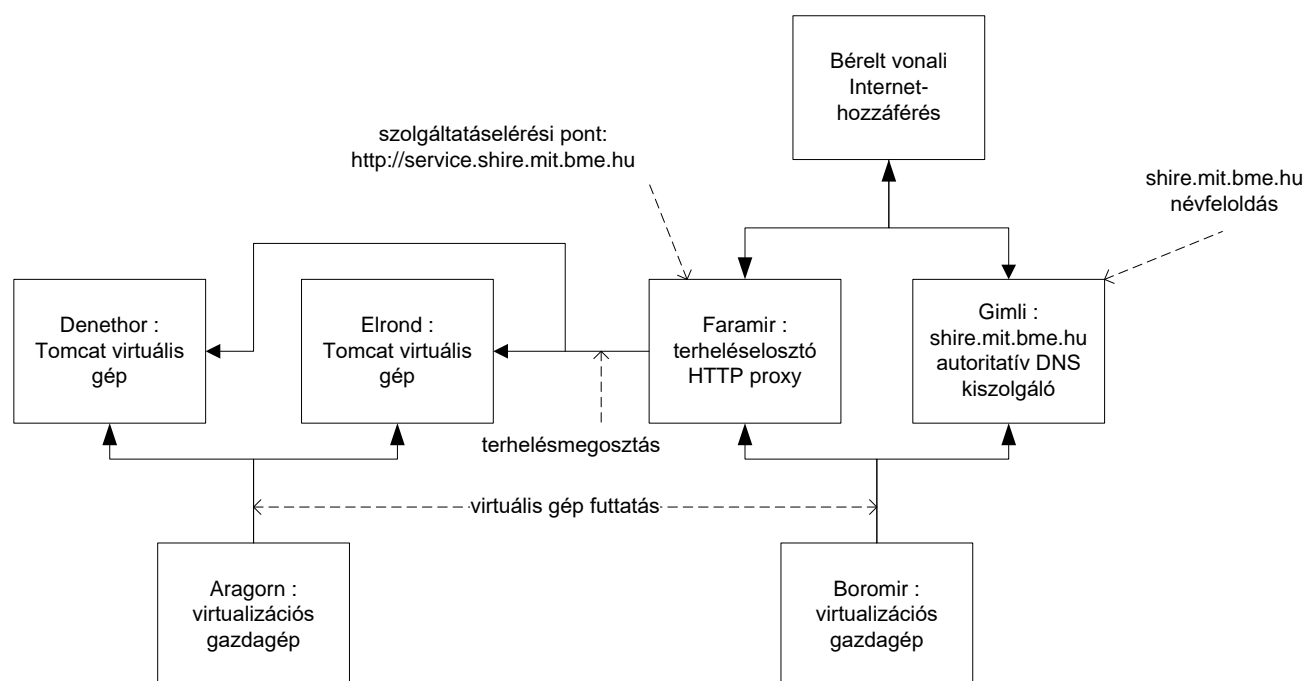 Bérelt vonali
Internet-
hozzáférés
szolgáltatáselérési pont:
http://service.shire.mit.bme.hu
shire.mit.bme.hu
névfeloldás
Denethor :
Tomcat virtuális
gép
Elrond :
Tomcat virtuális
gép
Faramir :
terheléselosztó
HTTP proxy
Gimli :
shire.mit.bme.hu
autoritatív DNS
kiszolgáló
terhelésmegosztás
virtuális gép futtatás
Aragorn :
virtualizációs
gazdagép
Boromir :
virtualizációs
gazdagép